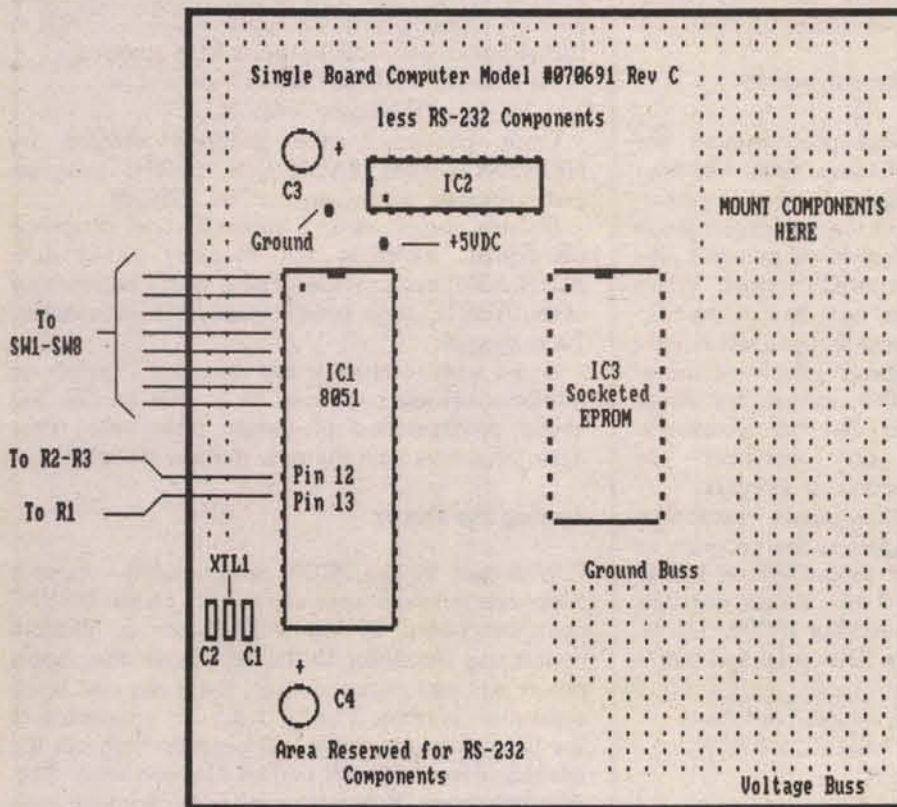 Single Board Computer Model #070691 Rev C
less RS-232 Components
+
C3
IC2
Ground
+5VDC
MOUNT COMPONENTS
HERE
To
SW1-SW8
IC1
8051
IC3
Socketed
EPROM
To R2-R3
Pin 12
To R1
Pin 13
XTL1
Ground Buss
C2
C1
+
C4
Area Reserved for RS-232
Components
Voltage Buss